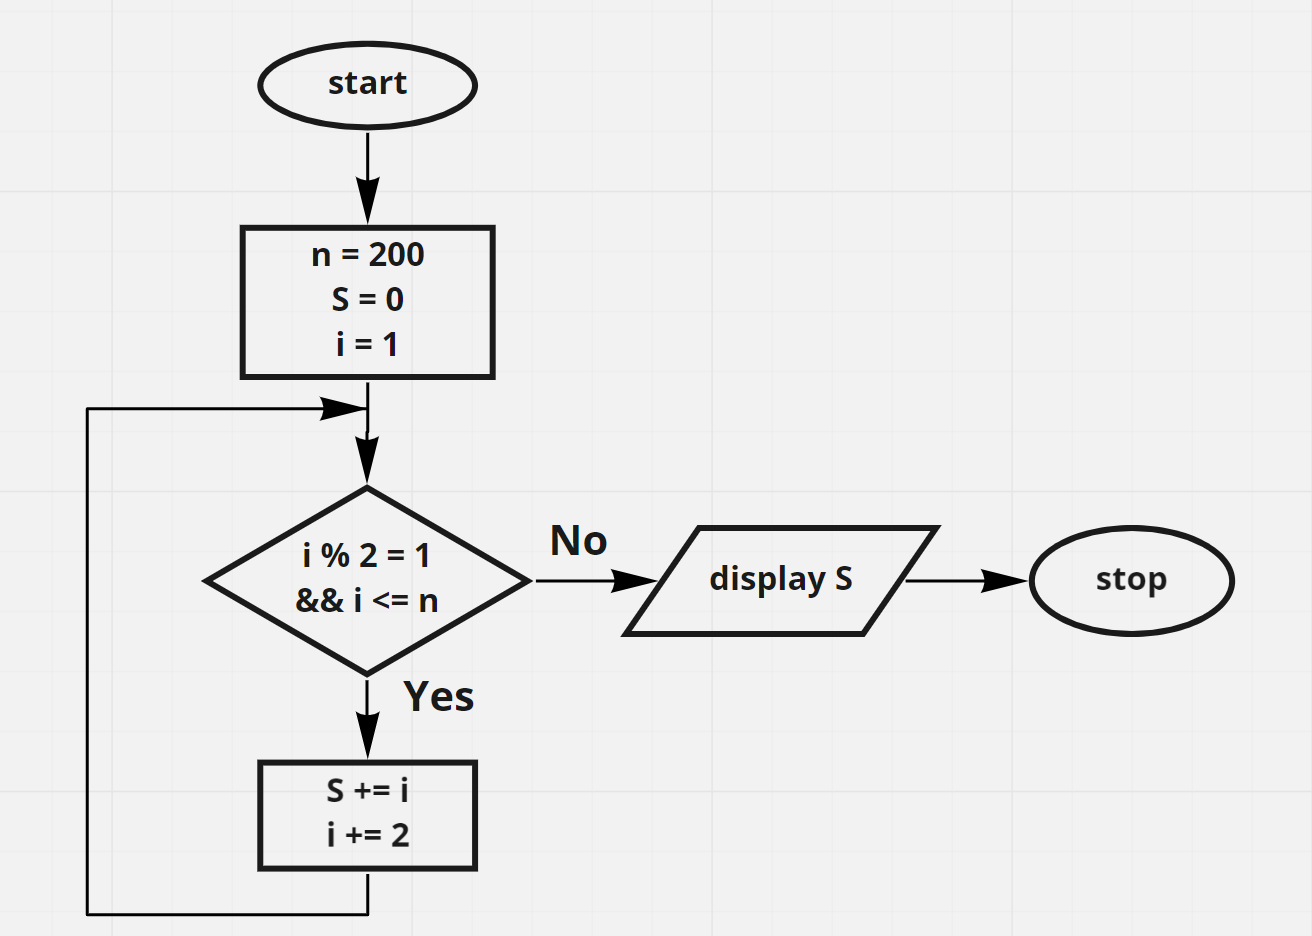 start
n = 200
S = 0
i = 1
i % 2 = 1
&& i <= n
No
display S
stop
Yes
S += i
i += 2